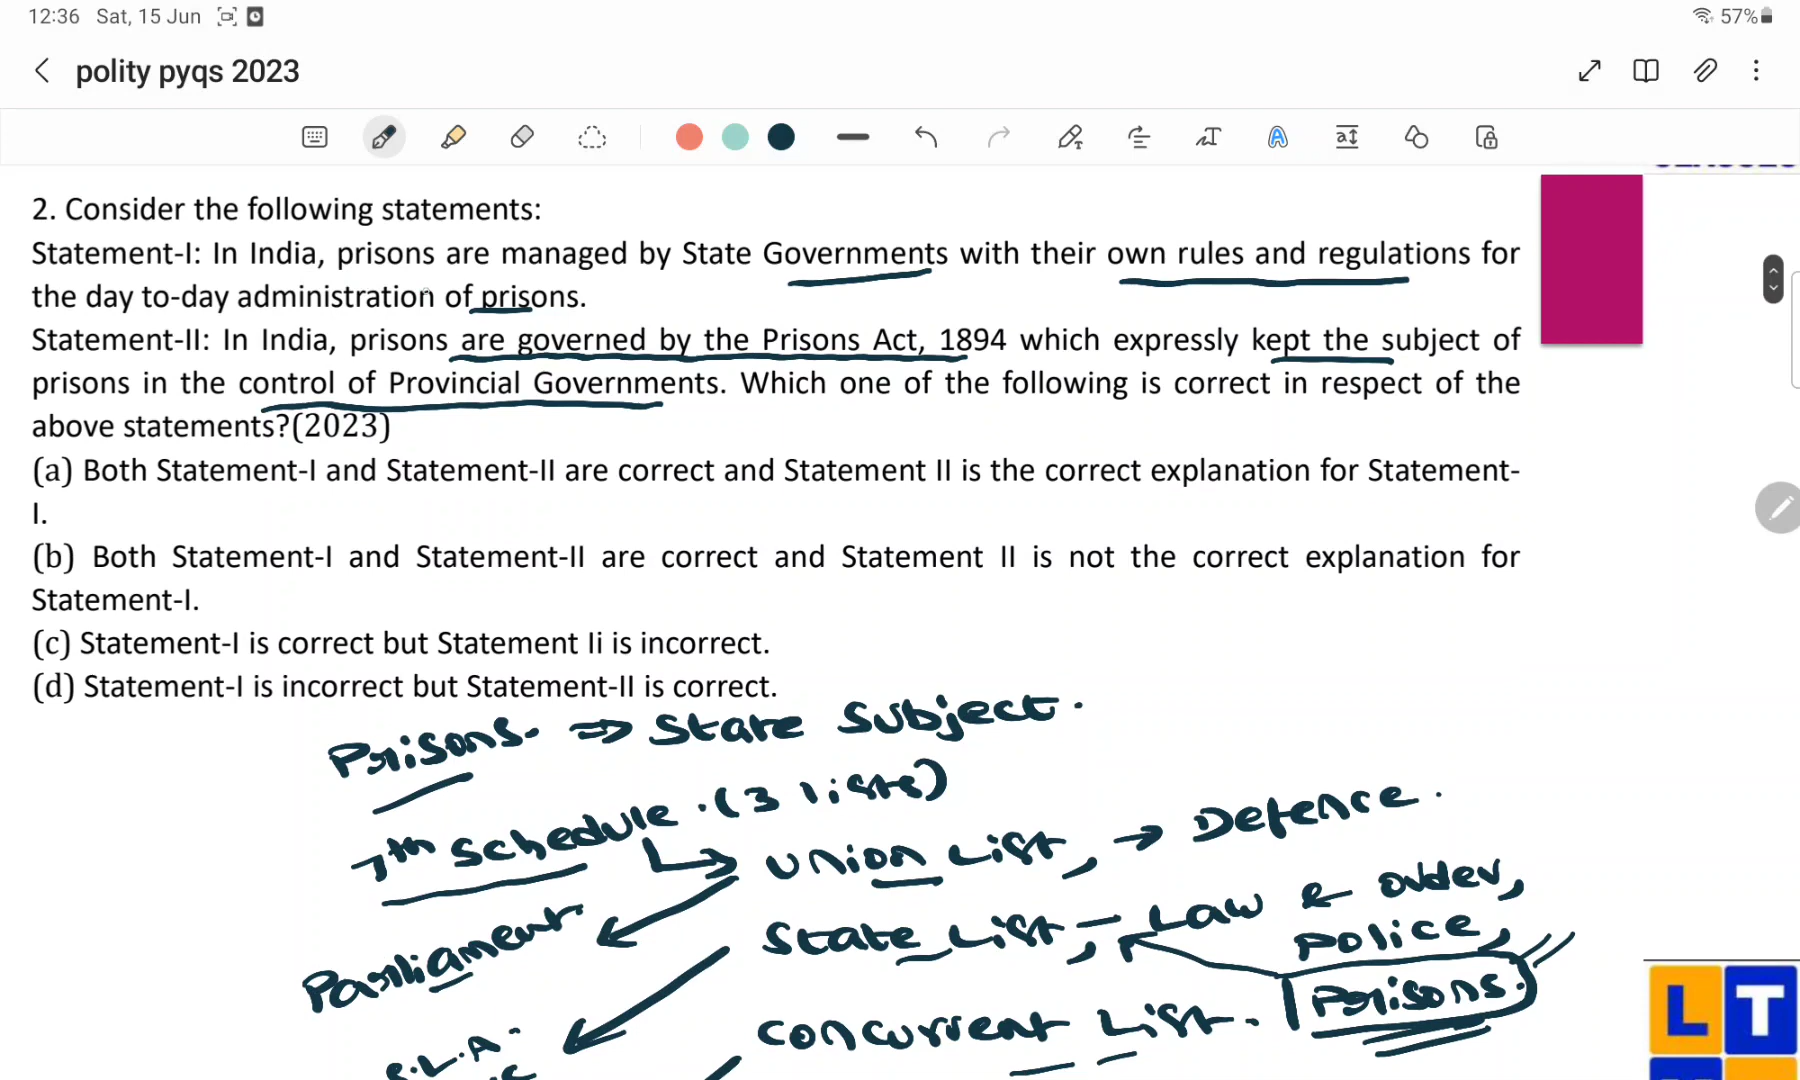 12:36 Sat, 15 Jun
57%
polity pyqs 2023
2. Consider the following statements:
Statement-I: In India, prisons are managed by State Governments with their own rules and regulations for
the day to-day administration of prisons.
Statement-II: In India, prisons are governed by the Prisons Act, 1894 which expressly kept the subject of
prisons in the control of Provincial Governments. Which one of the following is correct in respect of the
above statements?(2023)
(a) Both Statement-I and Statement-II are correct and Statement II is the correct explanation for Statement-
I.
(b) Both Statement-I and Statement-II are correct and Statement II is not the correct explanation for
Statement-I.
(c) Statement-I is correct but Statement Ii is incorrect.
(d) Statement-I is incorrect but Statement-II is correct.
Prisons. ⇒ State Subject.
7th Schedule. (3 lists)
Union List, → Defence.
State List, - Law & order,
Police,
Parliament
Prisons.
Concurrent List.
S.L.A.
LT